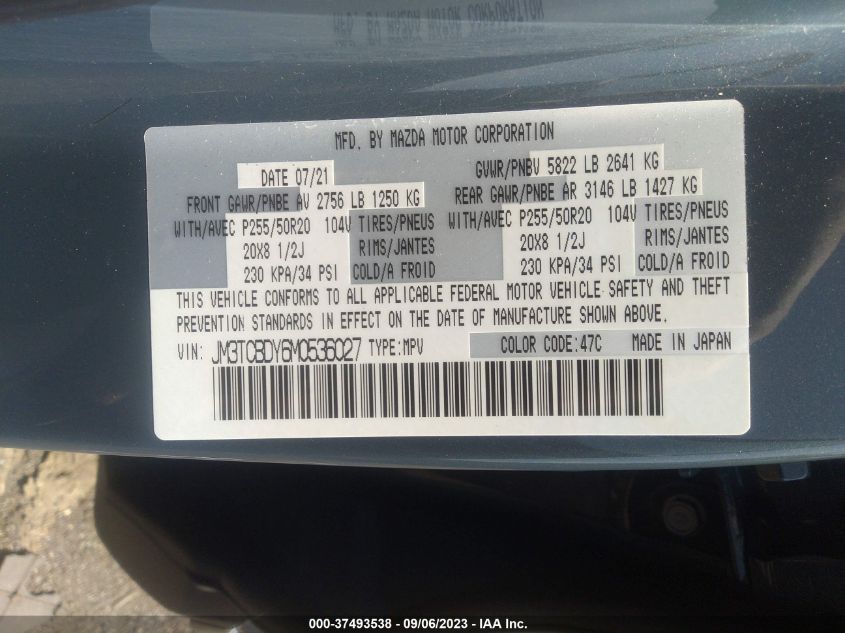 MFD. BY MAZDA MOTOR CORPORATION
DATE 07/21 GVWR/PNBV 5822 LB 2641 KG
FRONT GAWR/PNBE AV 2756 LB 1250 KG REAR GAWR/PNBE AR 3146 LB 1427 KG
WITH/AVEC P255/50R20 104V TIRES/PNEUS WITH/AVEC P255/50R20 104V TIRES/PNEUS
20X8 1/2J RIMS/JANTES 20X8 1/2J RIMS/JANTES
230 KPA/34 PSI COLD/A FROID 230 KPA/34 PSI COLD/A FROID
THIS VEHICLE CONFORMS TO ALL APPLICABLE FEDERAL MOTOR VEHICLE SAFETY AND THEFT
PREVENTION STANDARDS IN EFFECT ON THE DATE OF MANUFACTURE SHOWN ABOVE.
VIN: JM3TCBDY6M0536027 TYPE:MPV COLOR CODE:47C MADE IN JAPAN
000-37493538 - 09/06/2023 - IAA Inc.